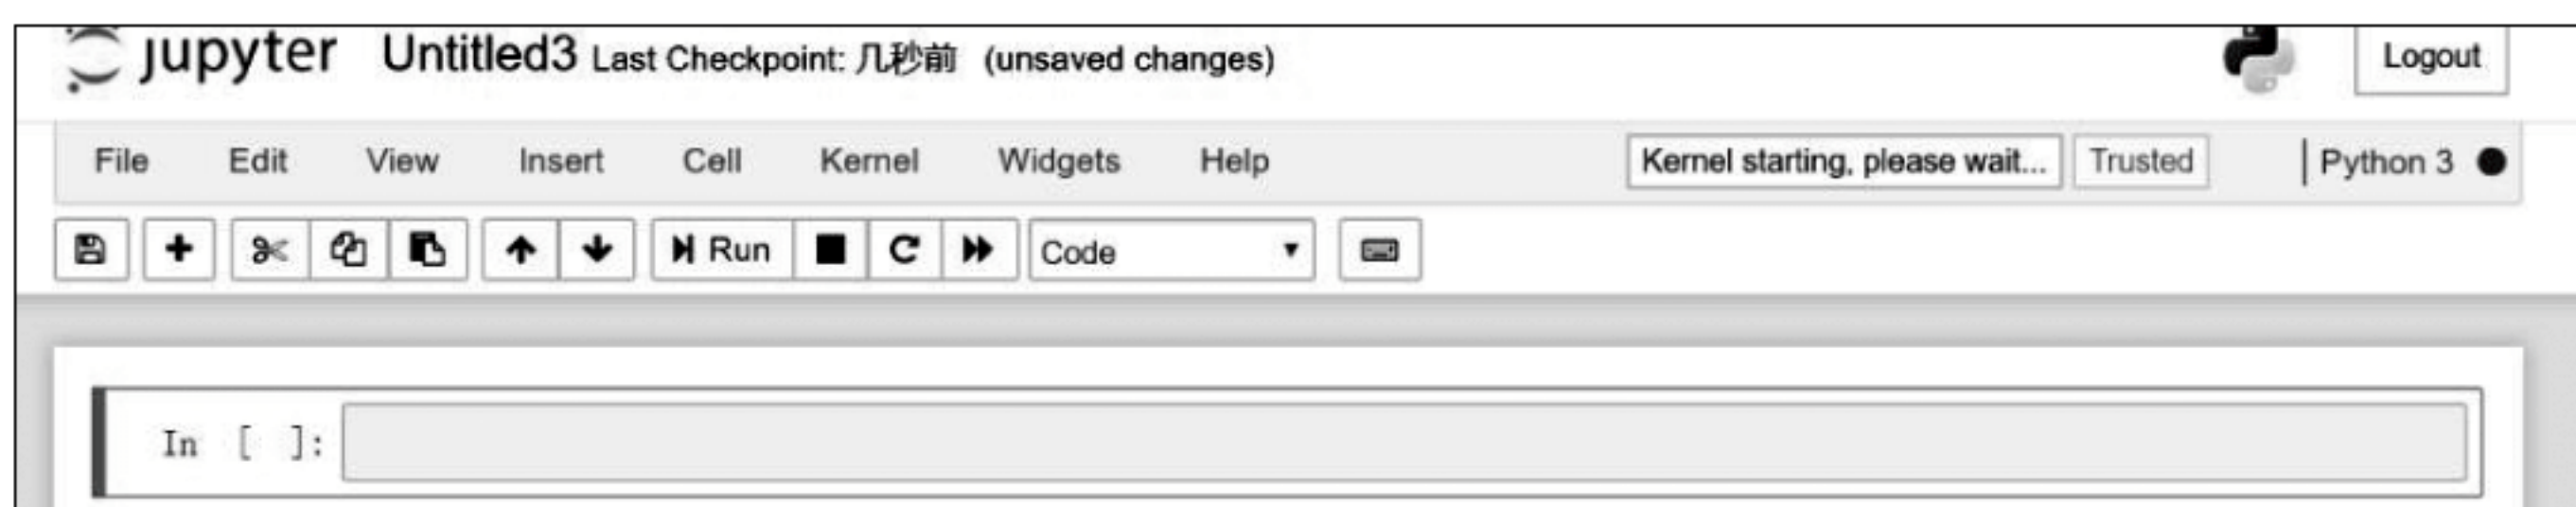 jupyter Untitled3 Last Checkpoint: 几秒前 (unsaved changes) Logout
File Edit View Insert Cell Kernel Widgets Help Kernel starting, please wait... Trusted | Python 3
Run Code
In [ ]: